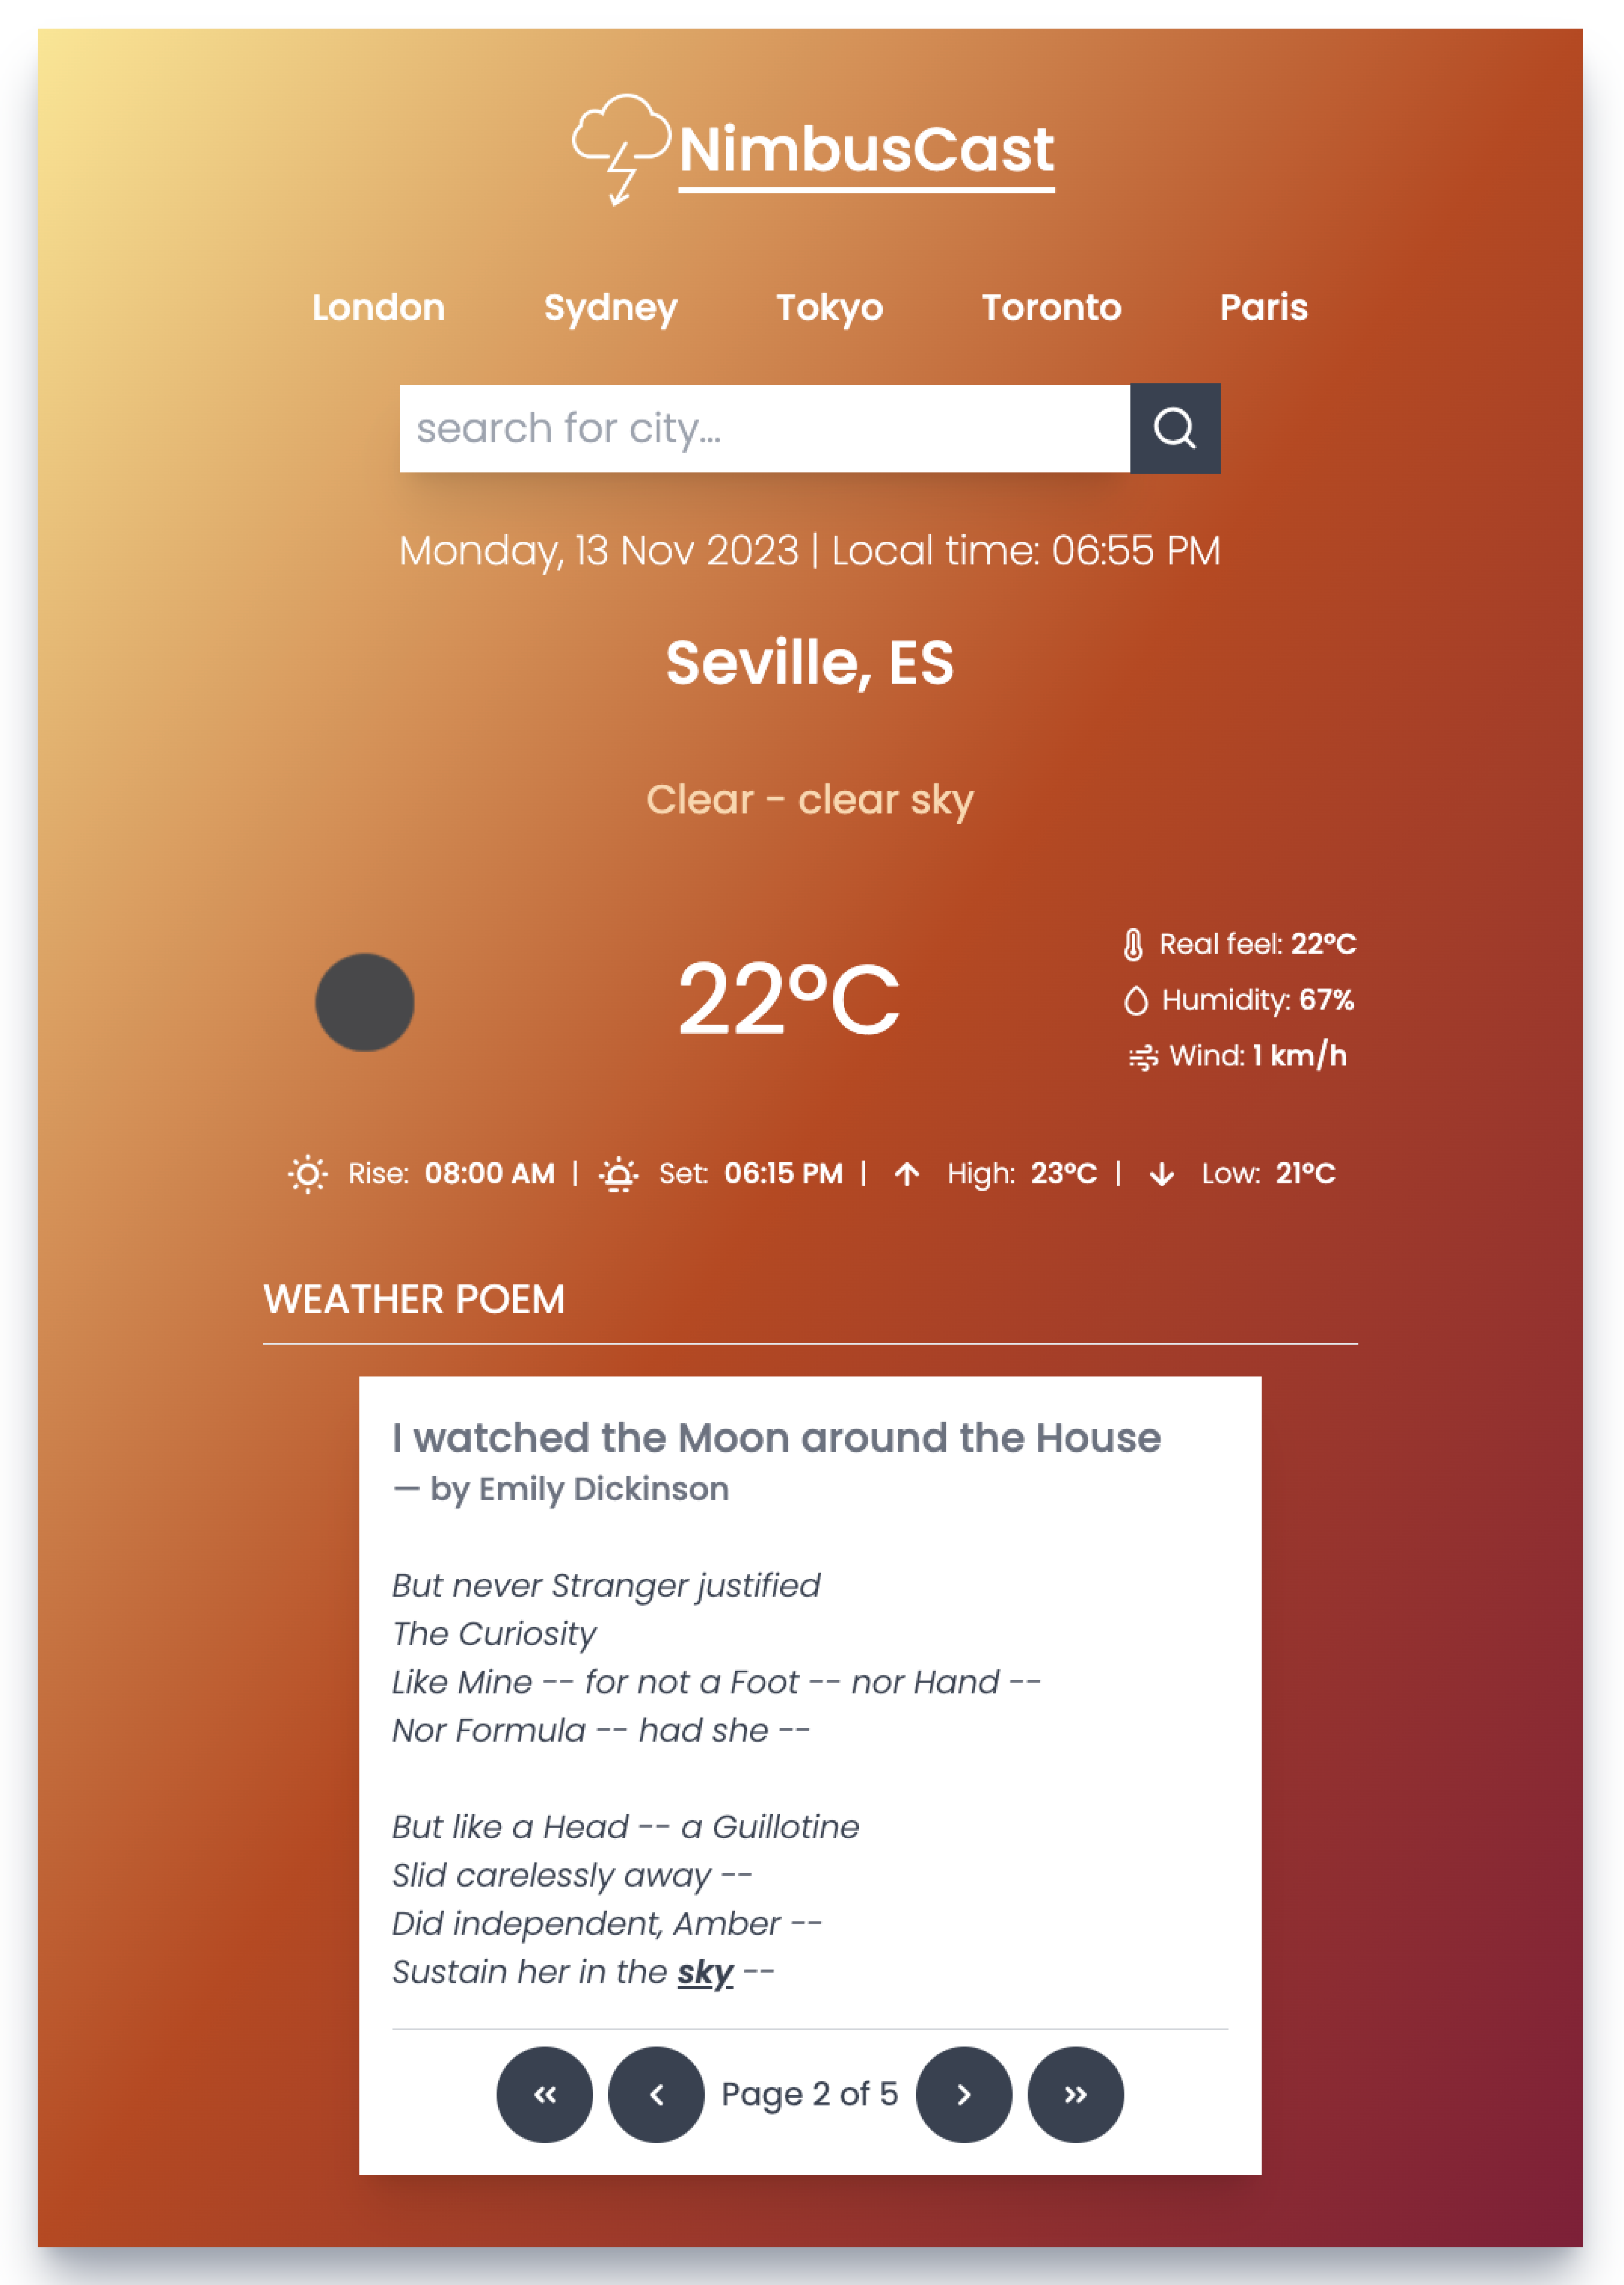 NimbusCast
London Sydney Tokyo Toronto Paris
search for city...
Monday, 13 Nov 2023 | Local time: 06:55 PM
Seville, ES
Clear - clear sky
22°C
Real feel: 22°C
Humidity: 67%
Wind: 1 km/h
Rise: 08:00 AM | Set: 06:15 PM | High: 23°C | Low: 21°C
WEATHER POEM
I watched the Moon around the House
— by Emily Dickinson
But never Stranger justified
The Curiosity
Like Mine -- for not a Foot -- nor Hand --
Nor Formula -- had she --
But like a Head -- a Guillotine
Slid carelessly away --
Did independent, Amber --
Sustain her in the sky --
Page 2 of 5